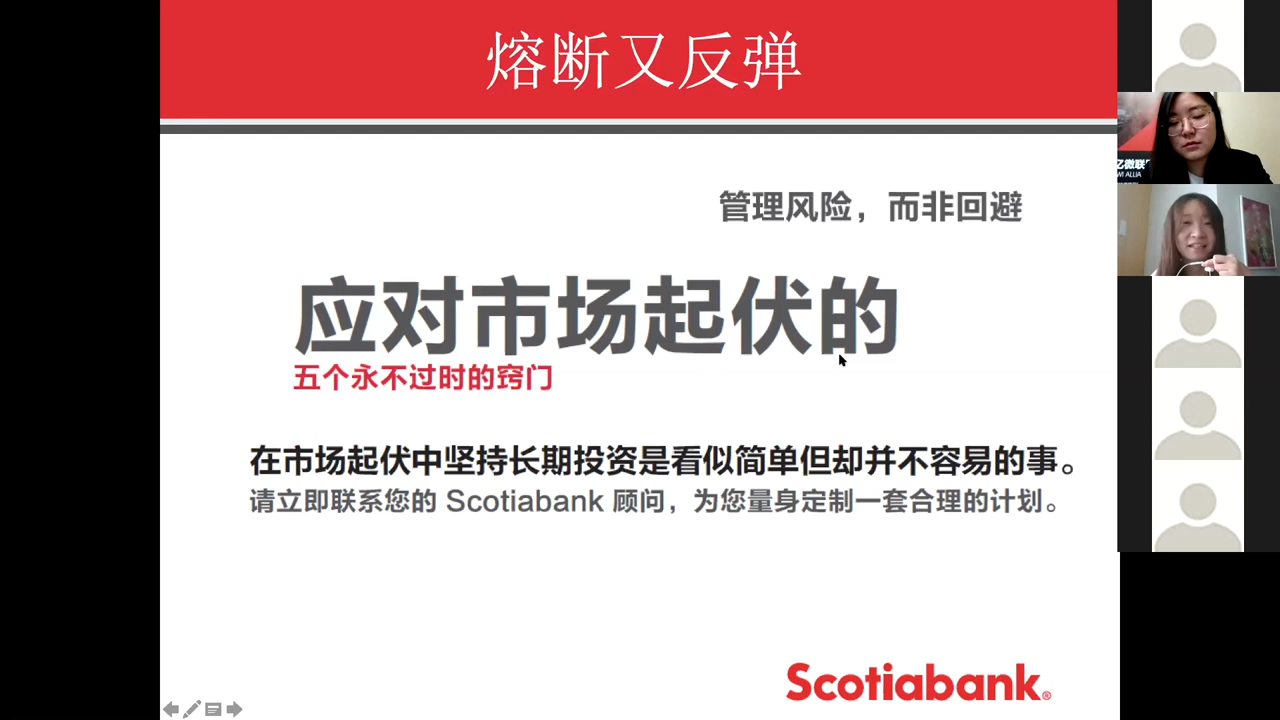 熔断又反弹
管理风险，而非回避
应对市场起伏的
五个永不过时的窍门
在市场起伏中坚持长期投资是看似简单但却并不容易的事。
请立即联系您的 Scotiabank 顾问，为您量身定制一套合理的计划。
Scotiabank®
亿微联